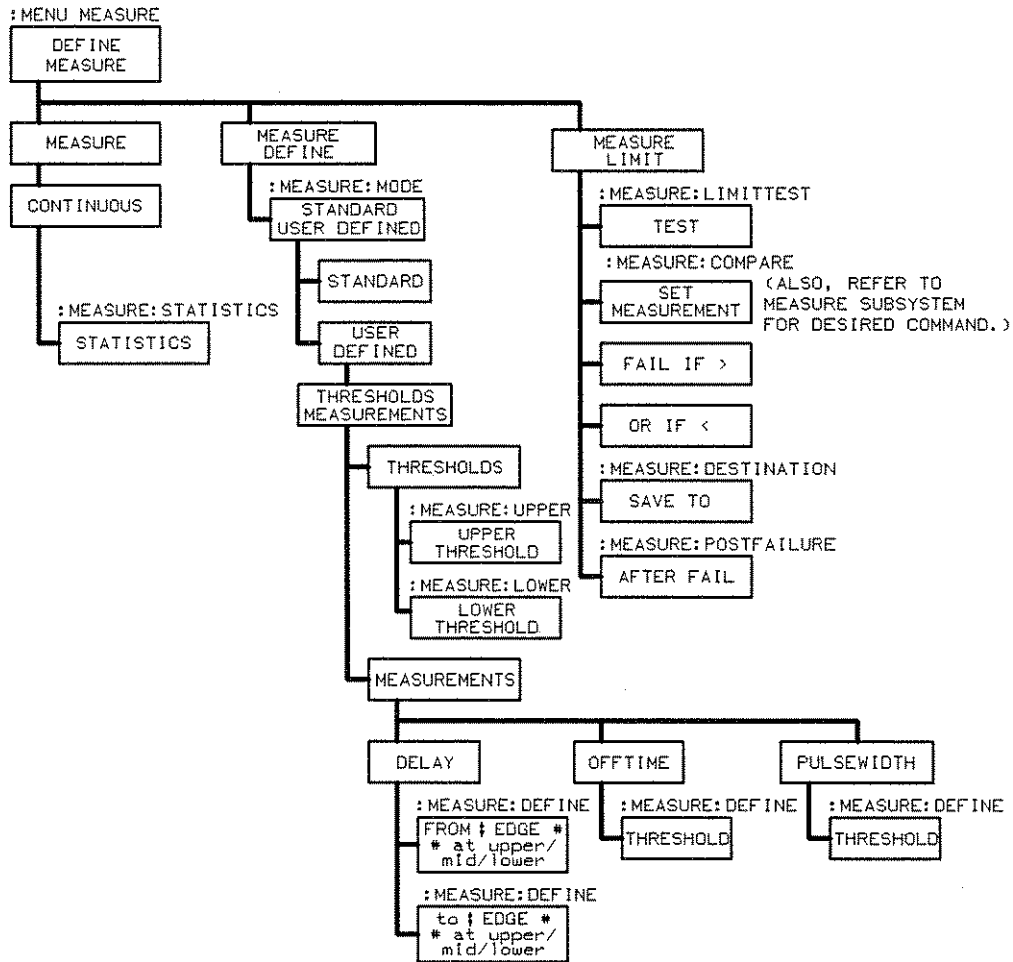 :MENU MEASURE
DEFINE
MEASURE
MEASURE
CONTINUOUS
:MEASURE:STATISTICS
STATISTICS
MEASURE
DEFINE
:MEASURE:MODE
STANDARD
USER DEFINED
STANDARD
USER
DEFINED
THRESHOLDS
MEASUREMENTS
THRESHOLDS
:MEASURE:UPPER
UPPER
THRESHOLD
:MEASURE:LOWER
LOWER
THRESHOLD
MEASUREMENTS
DELAY
:MEASURE:DEFINE
FROM ‡ EDGE #
# at upper/
mid/lower
:MEASURE:DEFINE
to ‡ EDGE #
# at upper/
mid/lower
OFFTIME
:MEASURE:DEFINE
THRESHOLD
PULSEWIDTH
:MEASURE:DEFINE
THRESHOLD
MEASURE
LIMIT
:MEASURE:LIMITTEST
TEST
:MEASURE:COMPARE
SET
MEASUREMENT
(ALSO, REFER TO
MEASURE SUBSYSTEM
FOR DESIRED COMMAND.)
FAIL IF >
OR IF <
:MEASURE:DESTINATION
SAVE TO
:MEASURE:POSTFAILURE
AFTER FAIL